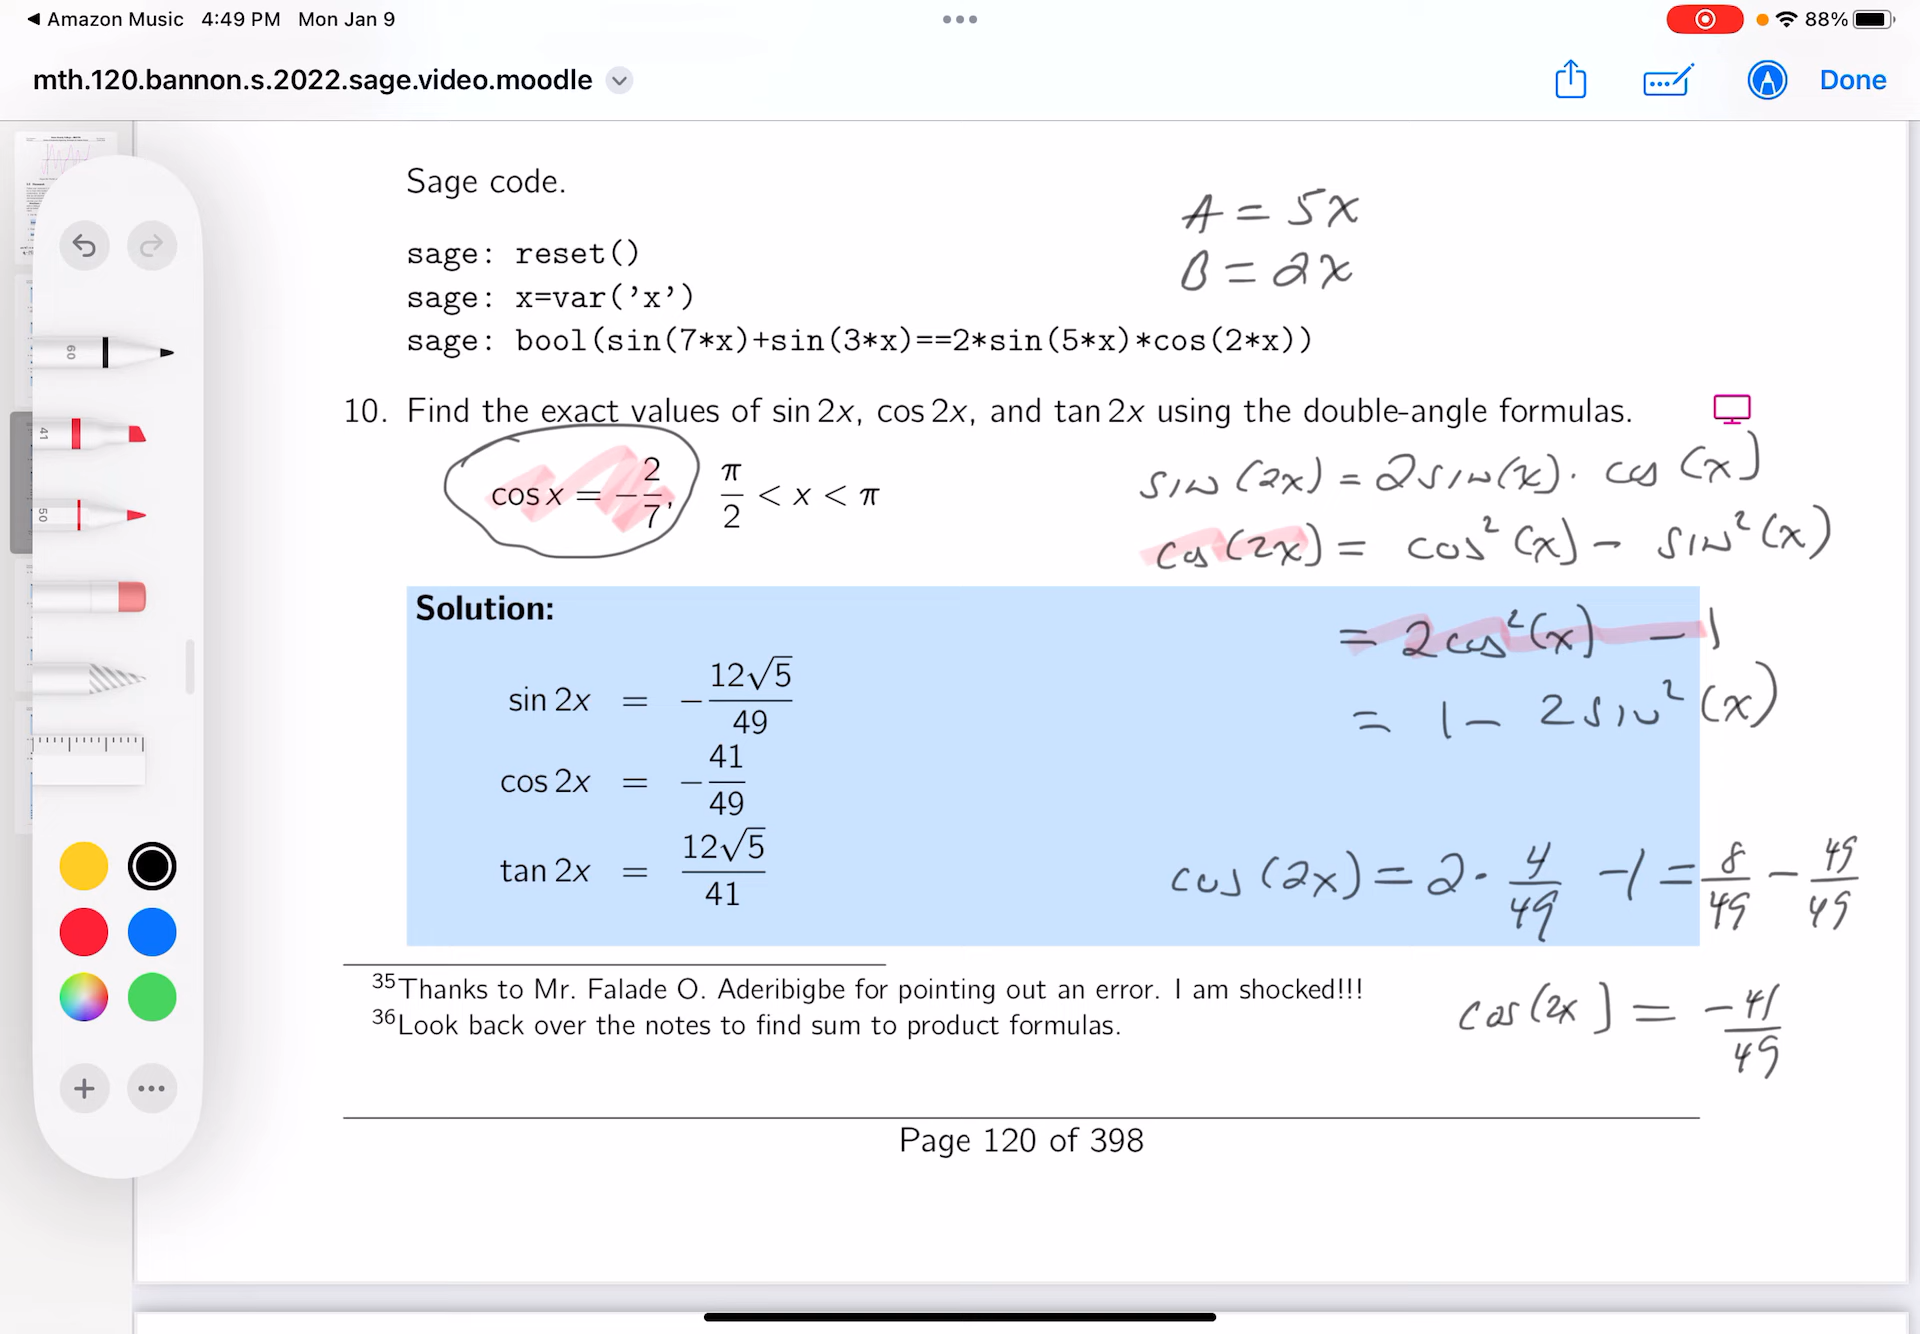 ◀ Amazon Music 4:49 PM Mon Jan 9 88%
mth.120.bannon.s.2022.sage.video.moodle Done
Sage code.
A = 5x
B = 2x
sage: reset()
sage: x=var('x')
sage: bool(sin(7*x)+sin(3*x)==2*sin(5*x)*cos(2*x))
10. Find the exact values of sin 2x, cos 2x, and tan 2x using the double-angle formulas.
cos x = −2/7, π/2 < x < π
sin(2x) = 2sin(x)·cos(x)
cos(2x) = cos²(x) − sin²(x)
Solution:
= 2cos²(x) − 1
= 1 − 2sin²(x)
sin 2x = −12√5/49
cos 2x = −41/49
tan 2x = 12√5/41
cos(2x) = 2·4/49 −1 = 8/49 − 49/49
35Thanks to Mr. Falade O. Aderibigbe for pointing out an error. I am shocked!!!
36Look back over the notes to find sum to product formulas.
cos(2x) = −41/49
Page 120 of 398
60
41
50